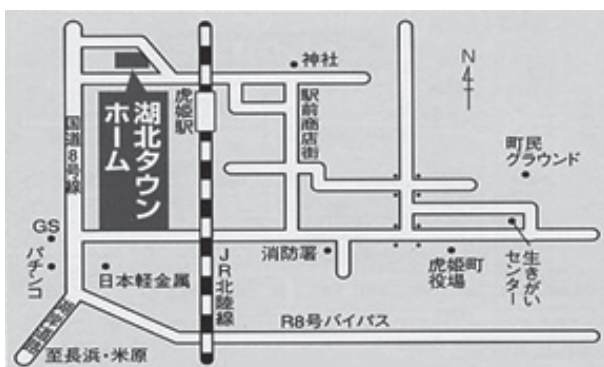 神社
N
虎姫駅
駅前商店街
国道8号線
湖北タウン
ホーム
町民
グラウンド
GS
パチンコ
日本軽金属
JR北陸線
消防署
虎姫町
役場
生きがい
センター
R8号バイパス
至長浜・米原